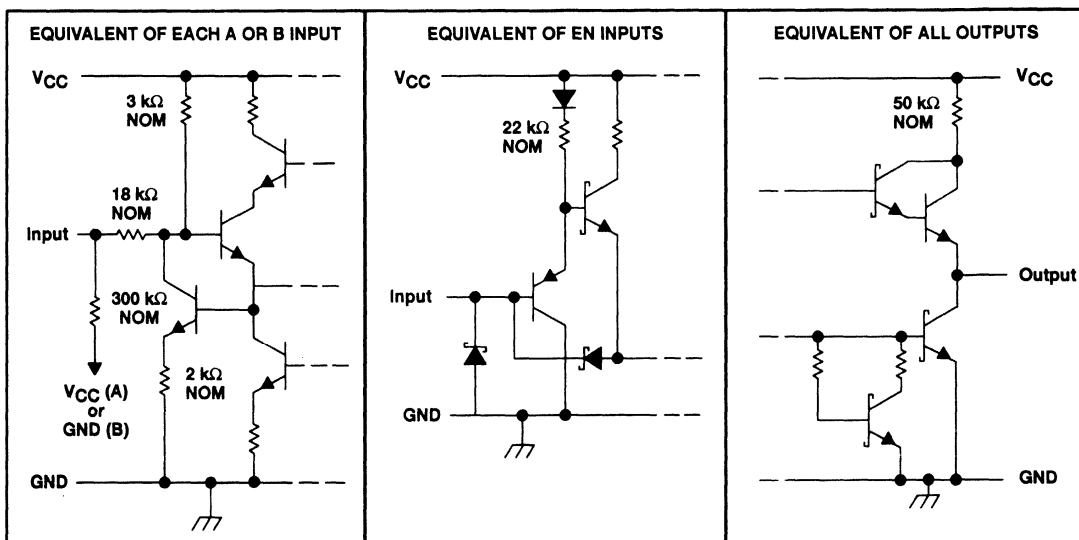 EQUIVALENT OF EACH A OR B INPUT
VCC
3 kΩ
NOM
18 kΩ
NOM
Input
300 kΩ
NOM
2 kΩ
NOM
VCC (A)
or
GND (B)
GND
EQUIVALENT OF EN INPUTS
VCC
22 kΩ
NOM
Input
GND
EQUIVALENT OF ALL OUTPUTS
VCC
50 kΩ
NOM
Output
GND